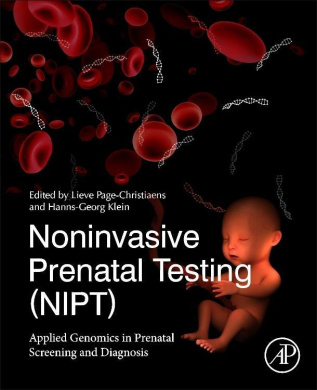 Edited by Lieve Page-Christiaens
and Hanns-Georg Klein
Noninvasive
Prenatal Testing
(NIPT)
Applied Genomics in Prenatal
Screening and Diagnosis
AP